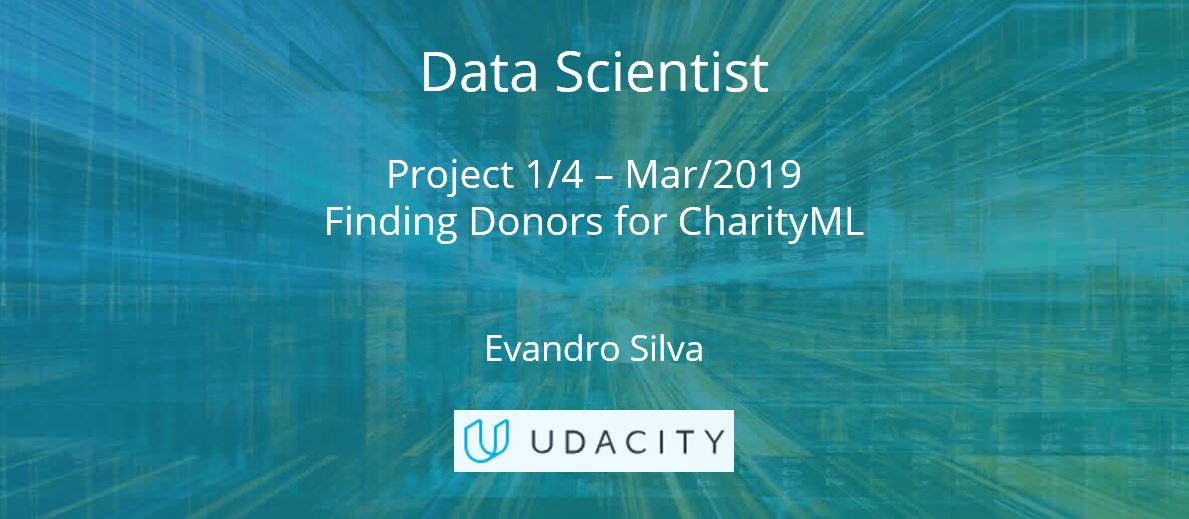 Data Scientist
Project 1/4 – Mar/2019
Finding Donors for CharityML
Evandro Silva
UDACITY